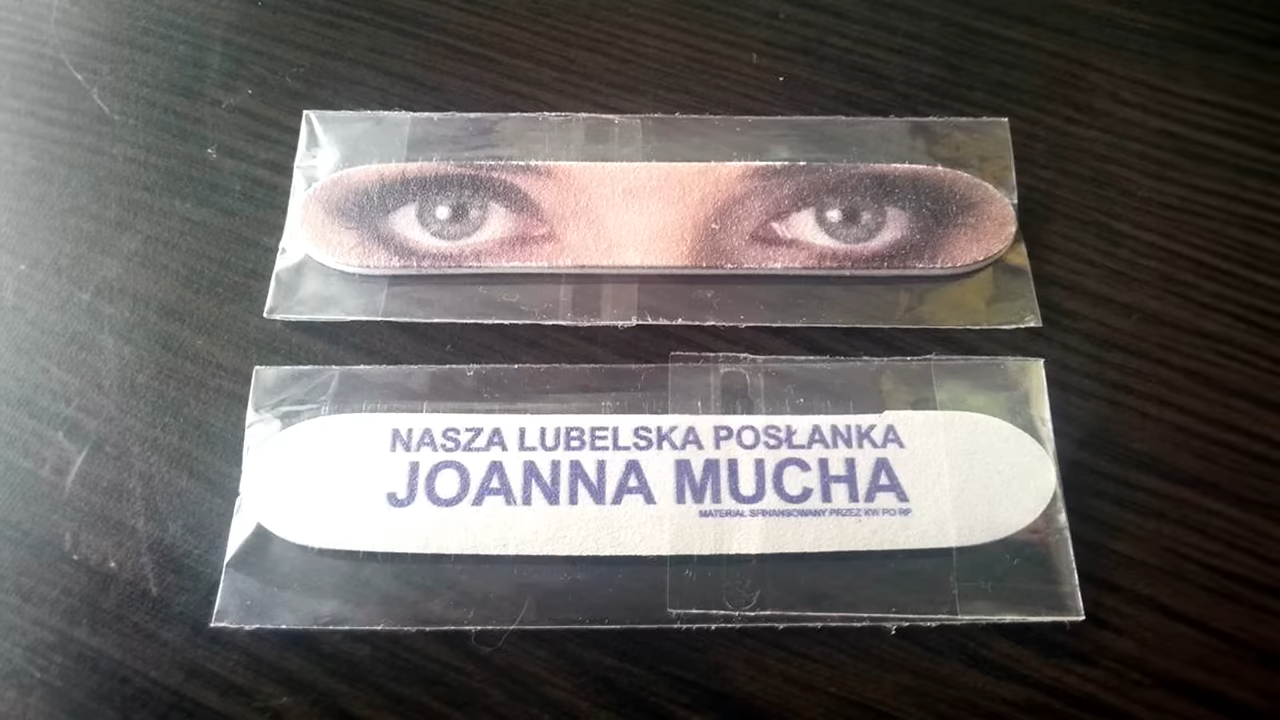 NASZA LUBELSKA POSŁANKA
JOANNA MUCHA
MATERIAŁ SFINANSOWANY PRZEZ KW PO RP